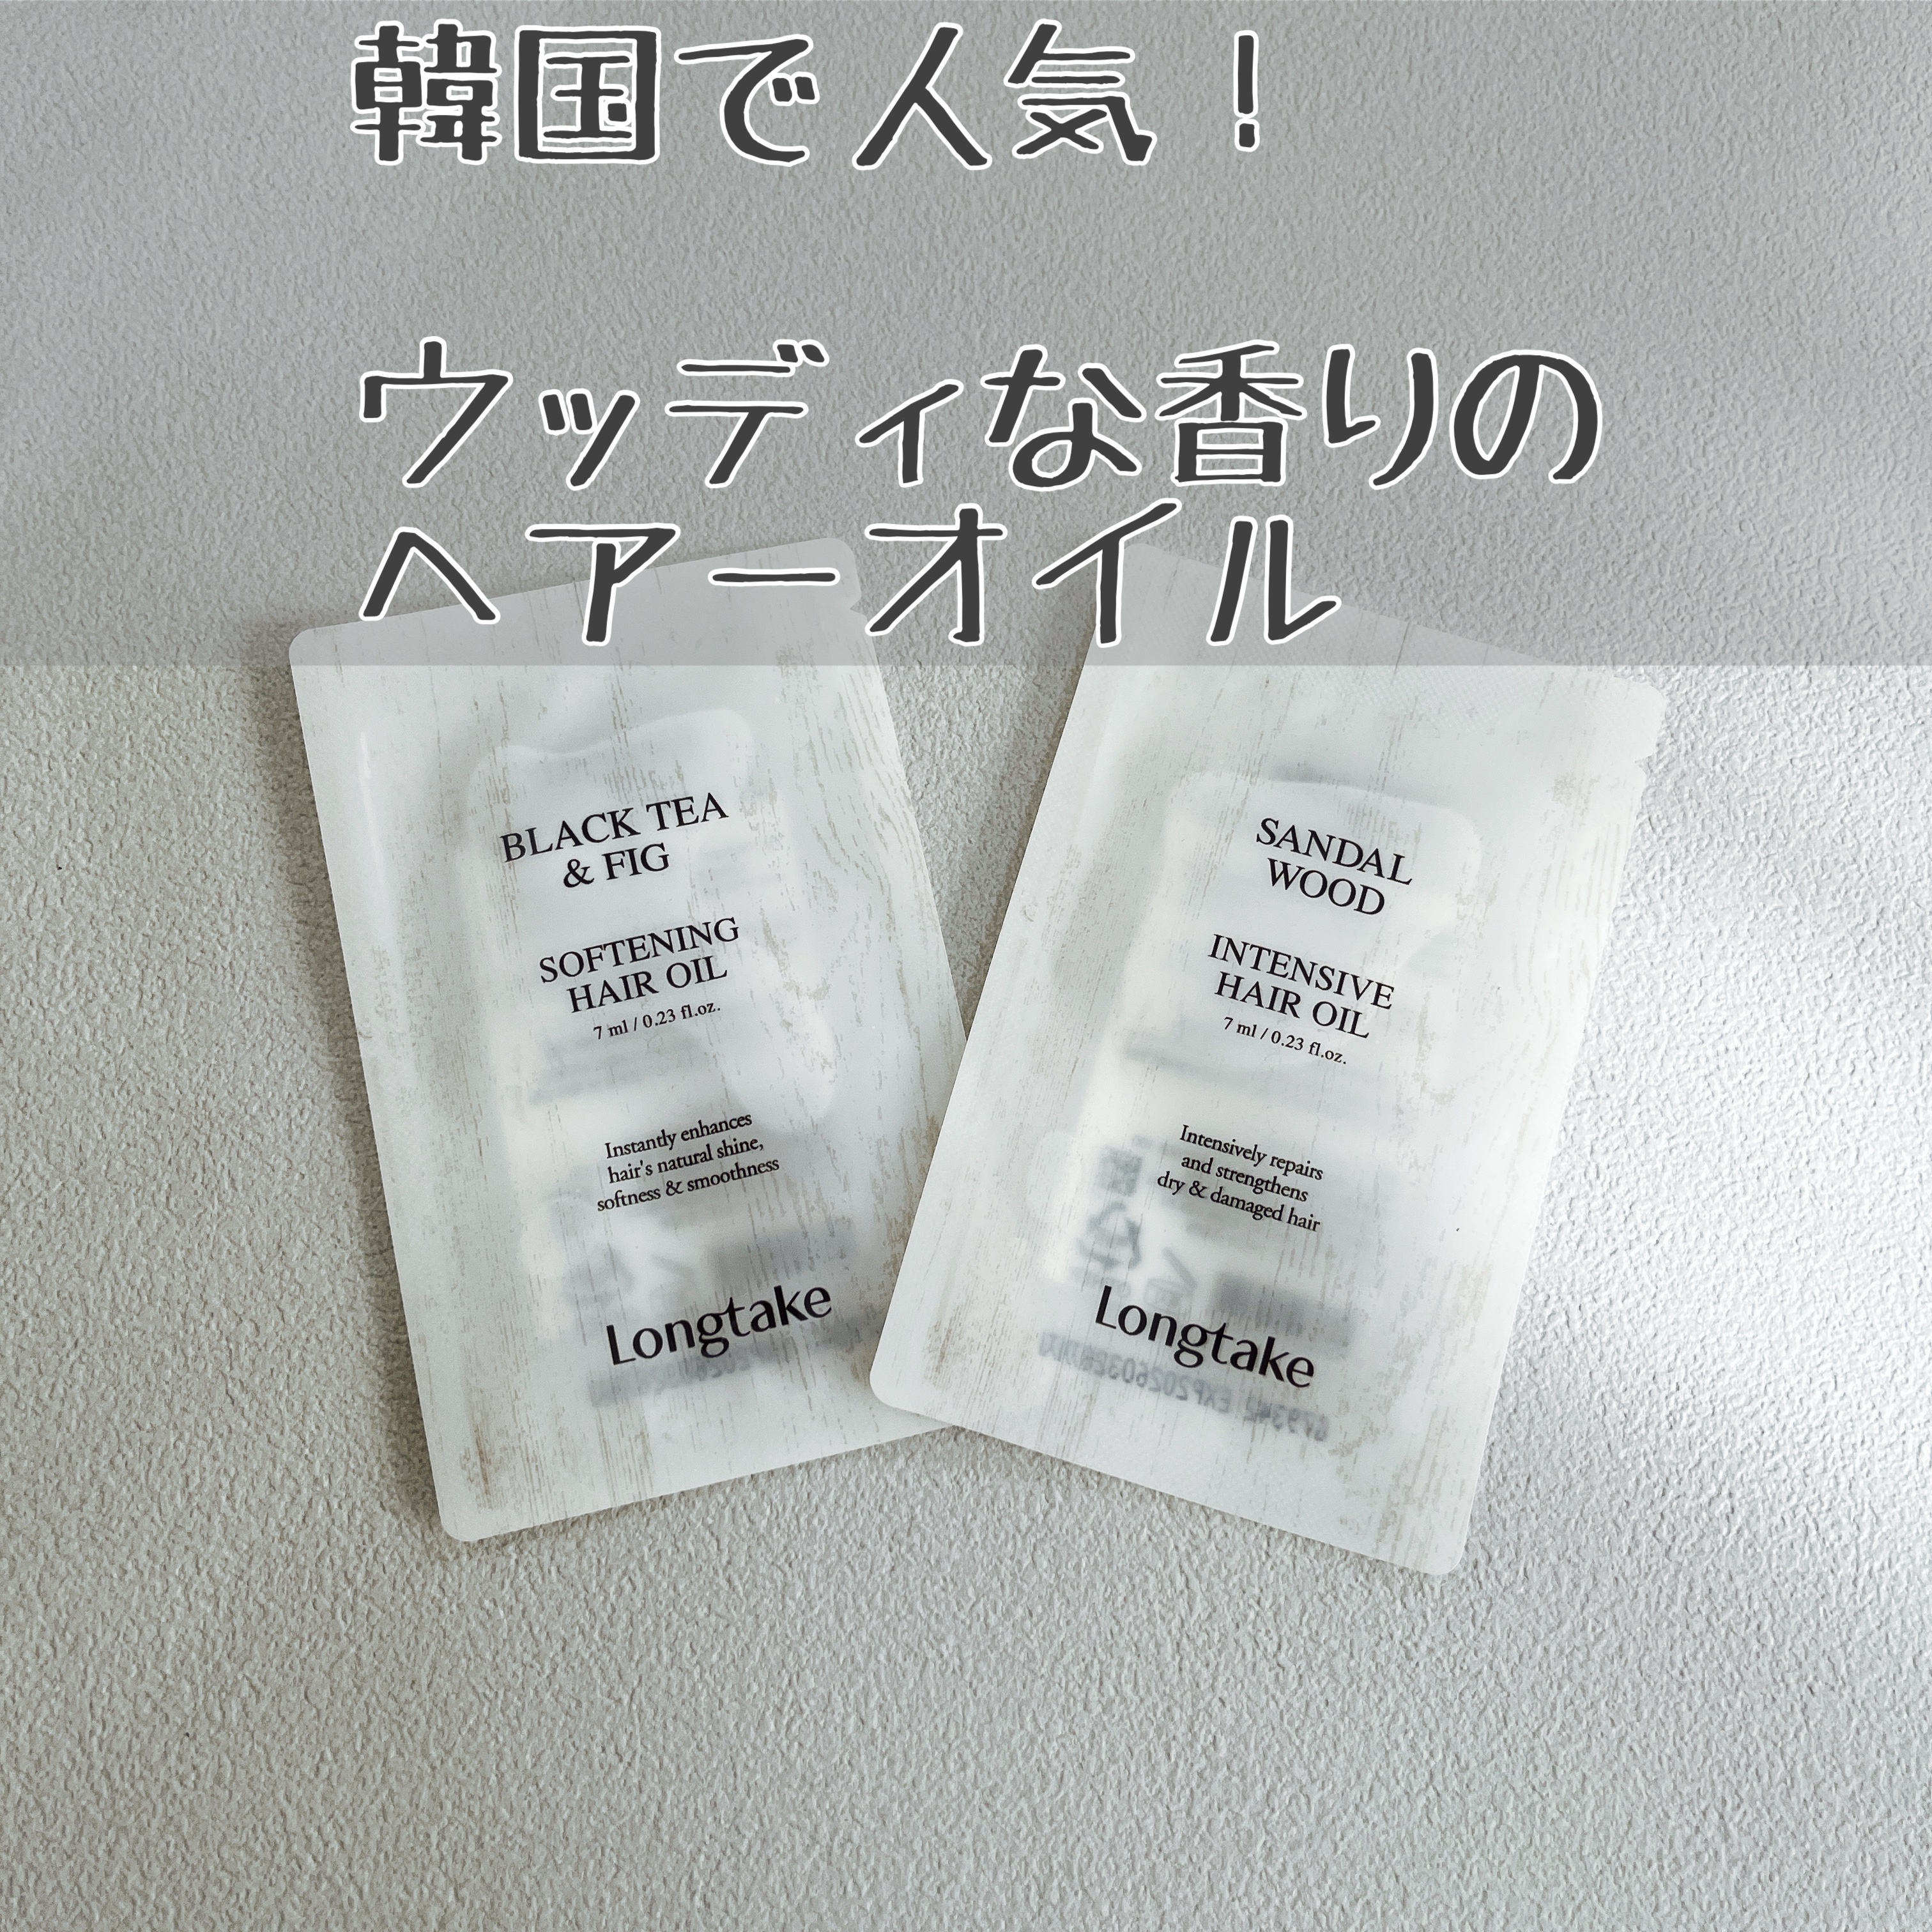 韓国で人気！
ウッディな香りの
ヘアーオイル
BLACK TEA
& FIG
SOFTENING
HAIR OIL
7 ml / 0.23 fl.oz.
Instantly enhances
hair's natural shine,
softness & smoothness
Longtake
SANDAL
WOOD
INTENSIVE
HAIR OIL
7 ml / 0.23 fl.oz.
Intensively repairs
and strengthens
dry & damaged hair
Longtake